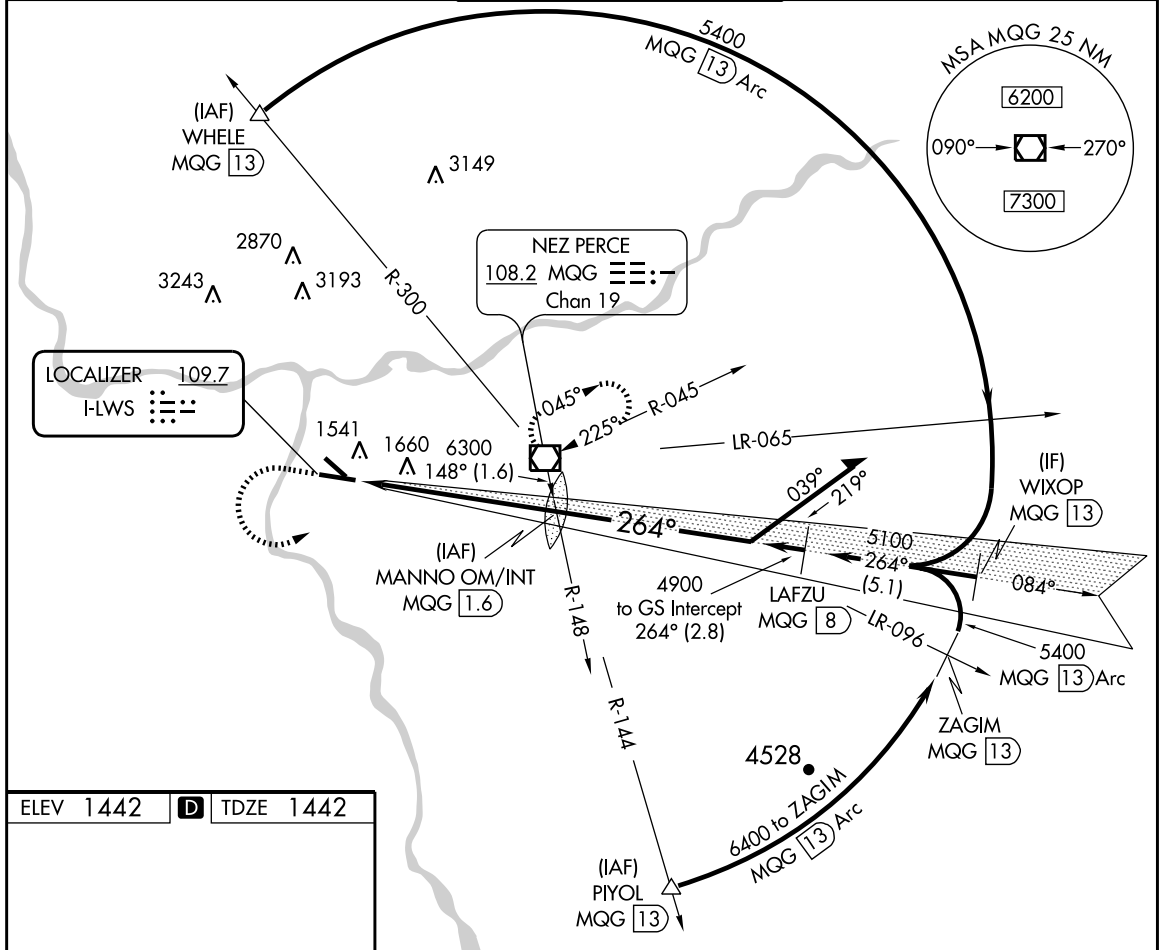 5400
MQG 13 Arc
MSA MQG 25 NM
6200
090°
270°
7300
(IAF)
WHELE
MQG 13
3149
2870
3243
3193
R-300
NEZ PERCE
108.2 MQG
Chan 19
LOCALIZER 109.7
I-LWS
045°
225°
R-045
LR-065
1541
1660
6300
148° (1.6)
039°
219°
(IF)
WIXOP
MQG 13
264°
5100
264°
(5.1)
084°
(IAF)
MANNO OM/INT
MQG 1.6
4900
to GS Intercept
264° (2.8)
LAFZU
MQG 8
LR-096
5400
MQG 13 Arc
R-148
R-144
ZAGIM
MQG 13
4528
6400 to ZAGIM
MQG 13 Arc
ELEV 1442 D TDZE 1442
(IAF)
PIYOL
MQG 13